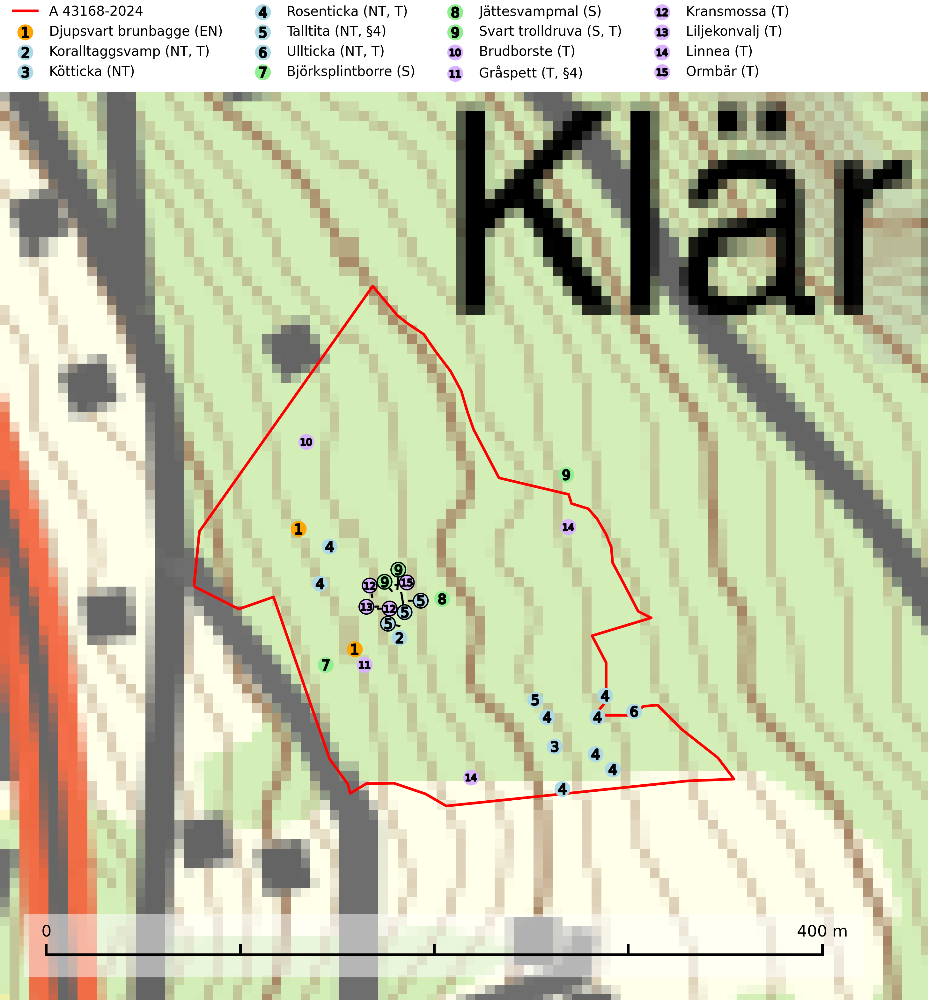 A 43168-2024
1 Djupsvart brunbagge (EN)
2 Koralltaggsvamp (NT, T)
3 Kötticka (NT)
4 Rosenticka (NT, T)
5 Talltita (NT, §4)
6 Ullticka (NT, T)
7 Björksplintborre (S)
8 Jättesvampmal (S)
9 Svart trolldruva (S, T)
10 Brudborste (T)
11 Gråspett (T, §4)
12 Kransmossa (T)
13 Liljekonvalj (T)
14 Linnea (T)
15 Ormbär (T)
Klär
10
9
1
14
4
9
12
9
15
4
5
8
13
12
5
5
2
1
7
11
4
5
6
4
4
3
4
4
14
4
0
400 m